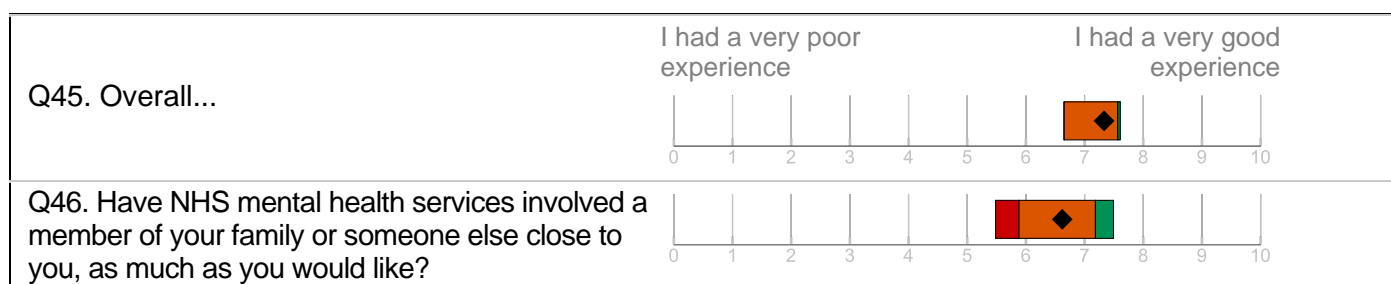 I had a very poor
experience
I had a very good
experience
Q45. Overall...
0 1 2 3 4 5 6 7 8 9 10
Q46. Have NHS mental health services involved a
member of your family or someone else close to
you, as much as you would like?
0 1 2 3 4 5 6 7 8 9 10